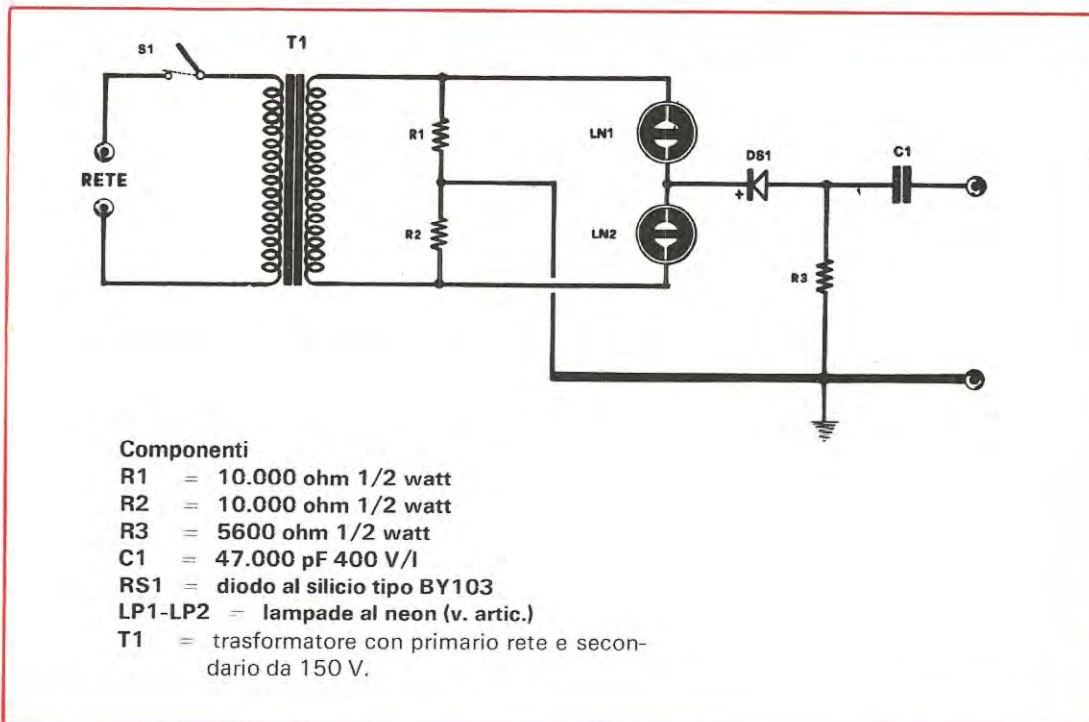 S1
T1
RETE
R1
R2
LN1
LN2
DS1
+
C1
R3
Componenti
R1 = 10.000 ohm 1/2 watt
R2 = 10.000 ohm 1/2 watt
R3 = 5600 ohm 1/2 watt
C1 = 47.000 pF 400 V/l
RS1 = diodo al silicio tipo BY103
LP1-LP2 = lampade al neon (v. artic.)
T1 = trasformatore con primario rete e secon-
dario da 150 V.